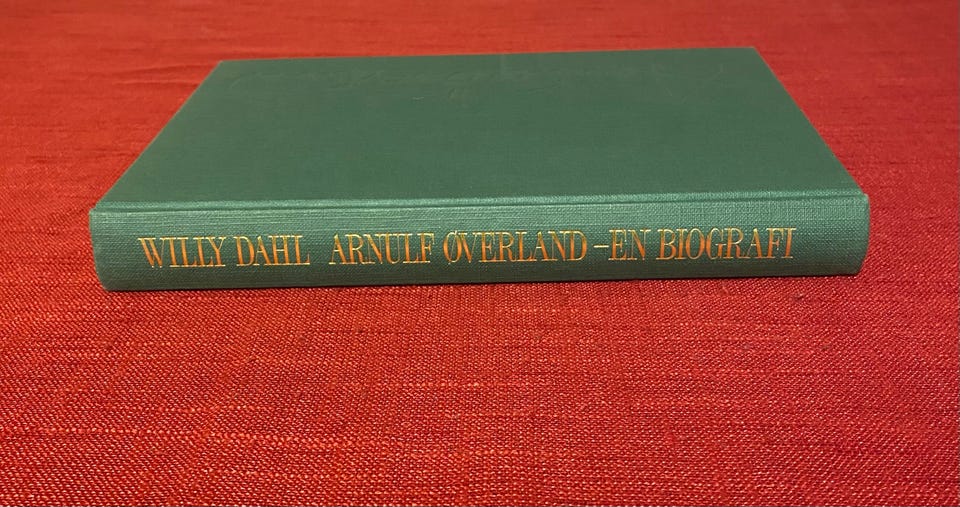 WILLY DAHL ARNULF ØVERLAND – EN BIOGRAFI